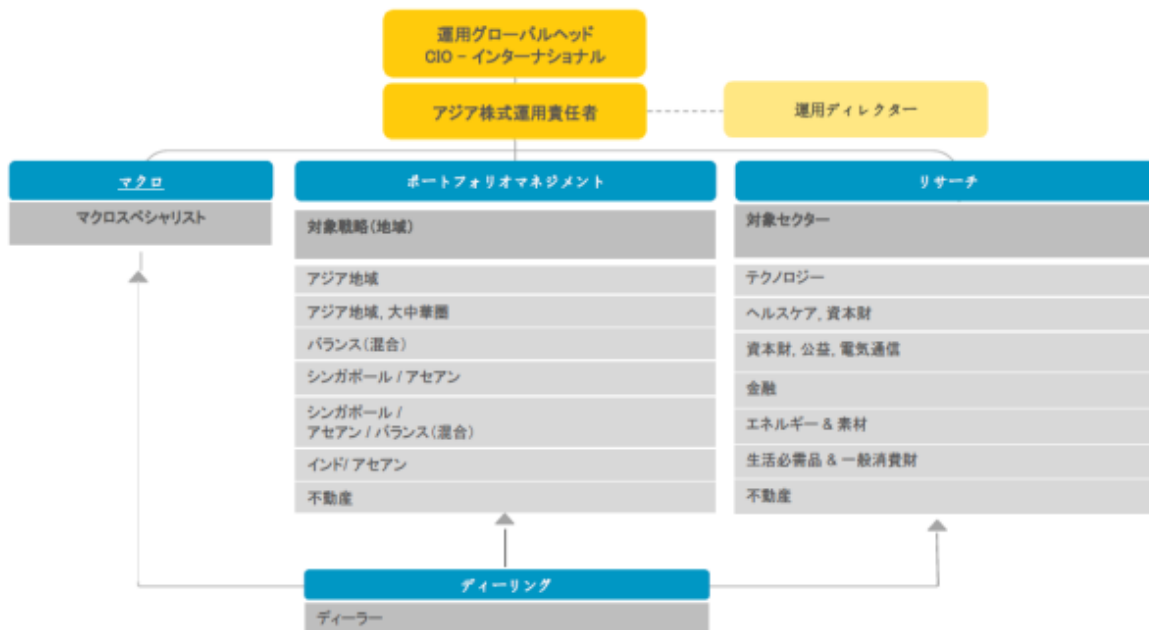 運用グローバルヘッド
CIO - インターナショナル
アジア株式運用責任者
運用ディレクター
マクロ
マクロスペシャリスト
ポートフォリオマネジメント
対象戦略(地域)
アジア地域
アジア地域, 大中華圏
バランス(混合)
シンガポール / アセアン
シンガポール /
アセアン / バランス(混合)
インド/ アセアン
不動産
リサーチ
対象セクター
テクノロジー
ヘルスケア, 資本財
資本財, 公益, 電気通信
金融
エネルギー & 素材
生活必需品 & 一般消費財
不動産
ディーリング
ディーラー